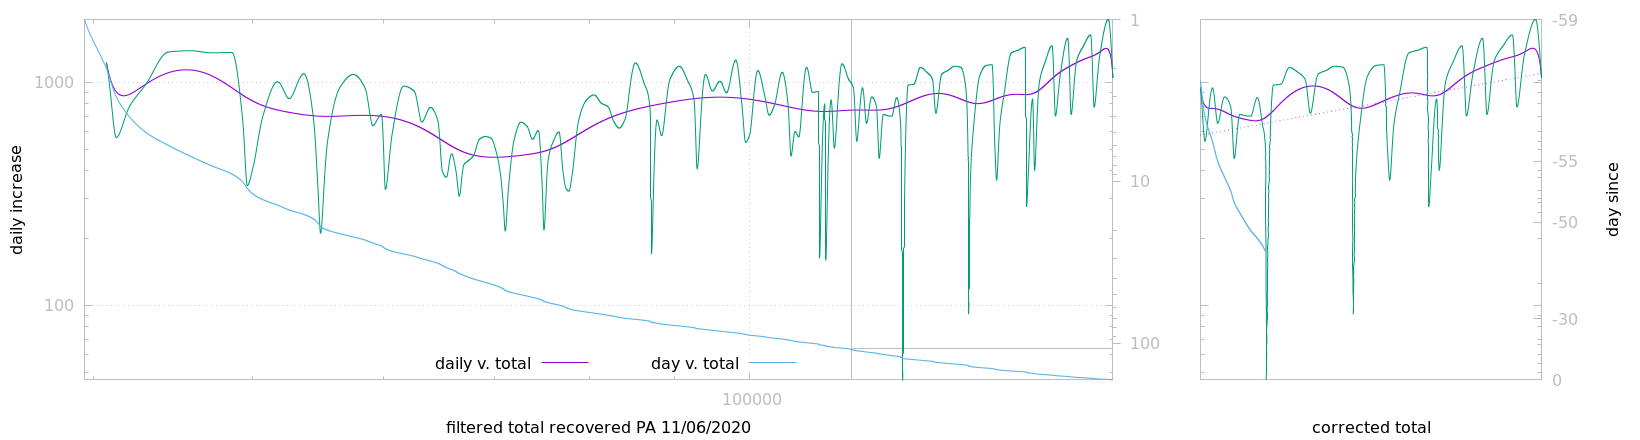 1000
100
daily increase
daily v. total
day v. total
100000
filtered total recovered PA 11/06/2020
1
10
100
corrected total
-59
-55
-50
-30
0
day since